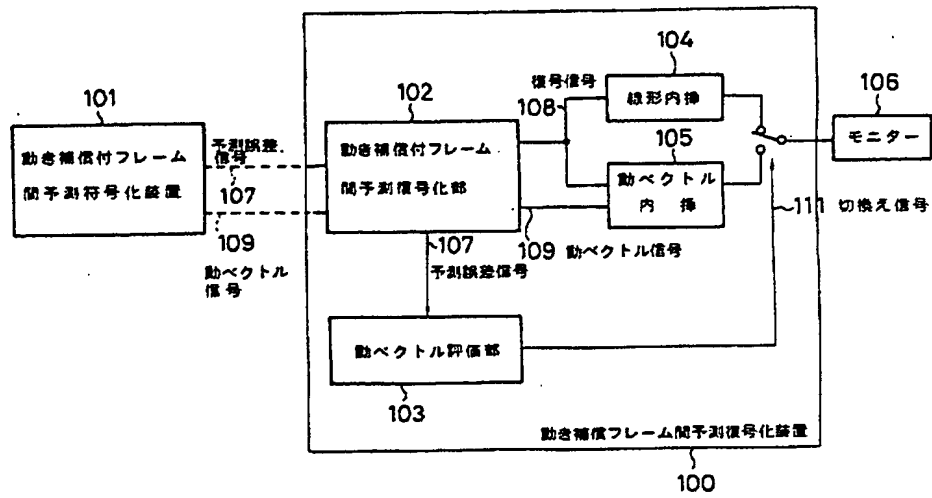 104
106
101
102
復号信号
108
線形内挿
モニター
動き補償付フレーム
間予測符号化装置
予測誤差
信号
107
動き補償付フレーム
間予測復号化部
105
動ベクトル
内挿
111 切換え信号
109
動ベクトル
信号
107
予測誤差信号
109 動ベクトル信号
動ベクトル評価部
103
動き補償フレーム間予測復号化装置
100